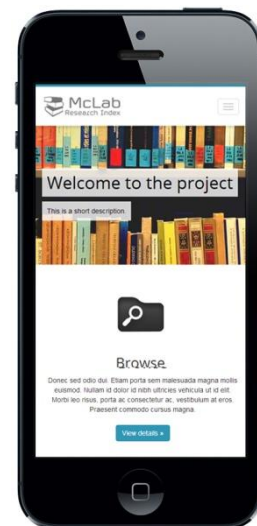 McLab
Research Index
Welcome to the project
This is a short description
Browse
Donec sed odio dui. Etiam porta sem malesuada magna mollis
euismod. Nullam id dolor id nibh ultricies vehicula ut id elit.
Morbi leo risus, porta ac consectetur ac, vestibulum at eros.
Praesent commodo cursus magna.
View details »